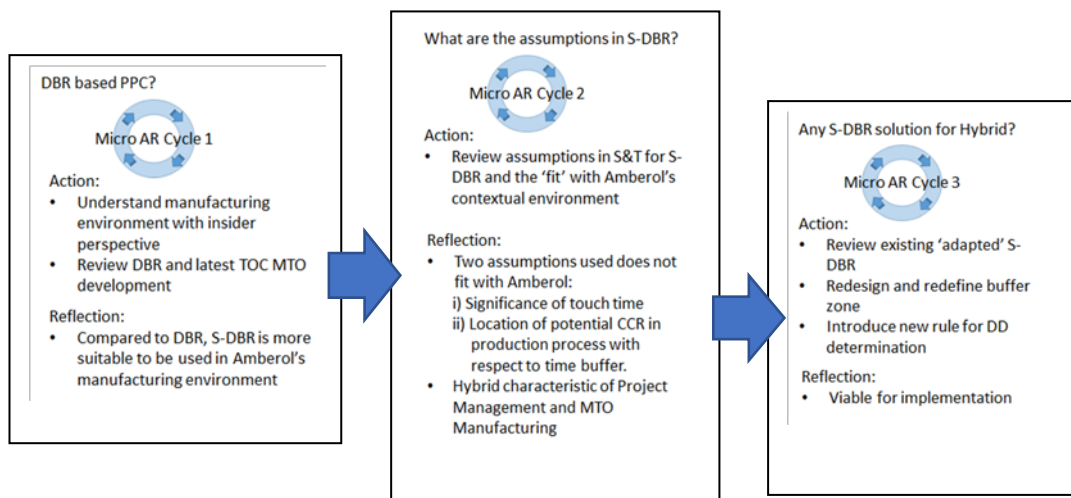 DBR based PPC?
Micro AR Cycle 1
Action:
• Understand manufacturing
environment with insider
perspective
• Review DBR and latest TOC MTO
development
Reflection:
• Compared to DBR, S-DBR is more
suitable to be used in Amberol's
manufacturing environment
What are the assumptions in S-DBR?
Micro AR Cycle 2
Action:
• Review assumptions in S&T for S-
DBR and the 'fit' with Amberol's
contextual environment
Reflection:
• Two assumptions used does not
fit with Amberol:
i) Significance of touch time
ii) Location of potential CCR in
production process with
respect to time buffer.
• Hybrid characteristic of Project
Management and MTO
Manufacturing
Any S-DBR solution for Hybrid?
Micro AR Cycle 3
Action:
• Review existing 'adapted' S-
DBR
• Redesign and redefine buffer
zone
• Introduce new rule for DD
determination
Reflection:
• Viable for implementation